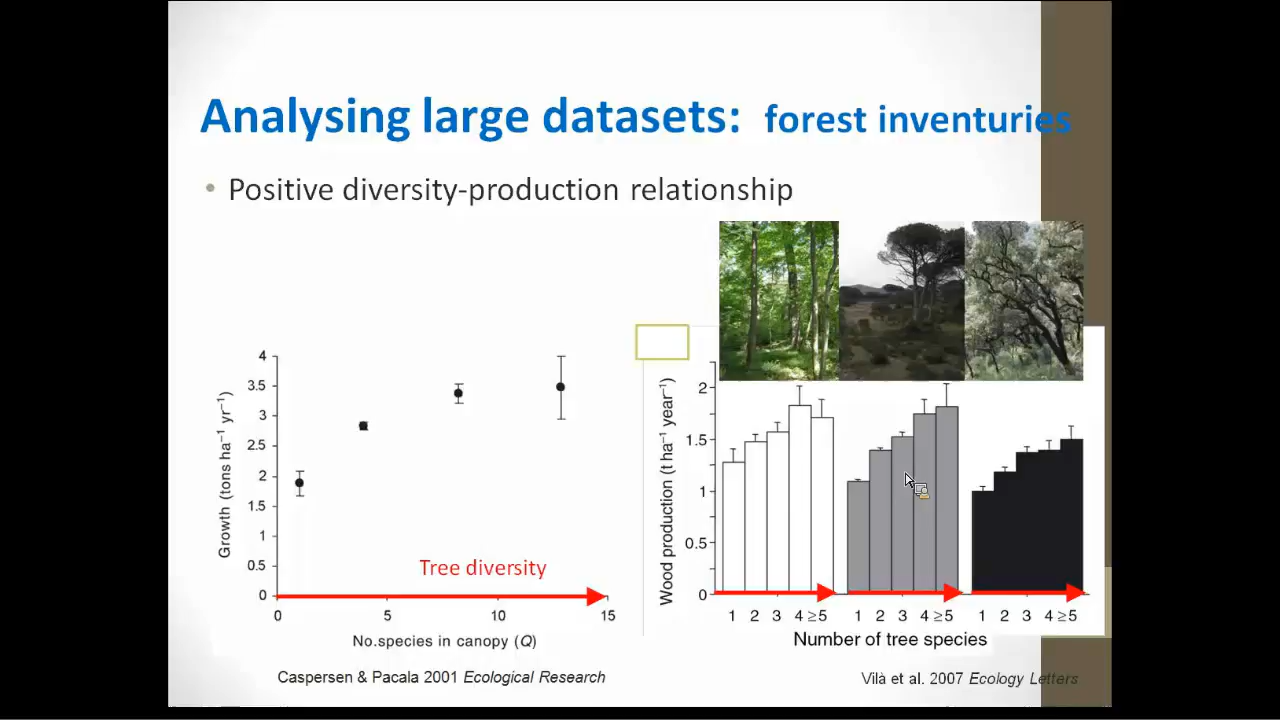 Analysing large datasets: forest inventuries
• Positive diversity-production relationship
4
3.5
3
2.5
2
1.5
1
0.5
0
Growth (tons ha⁻¹ yr⁻¹)
Tree diversity
0 5 10 15
No.species in canopy (Q)
Caspersen & Pacala 2001 Ecological Research
2
1.5
1
0.5
0
Wood production (t ha⁻¹ year⁻¹)
1 2 3 4 ≥5 1 2 3 4 ≥5 1 2 3 4 ≥5
Number of tree species
Vilà et al. 2007 Ecology Letters